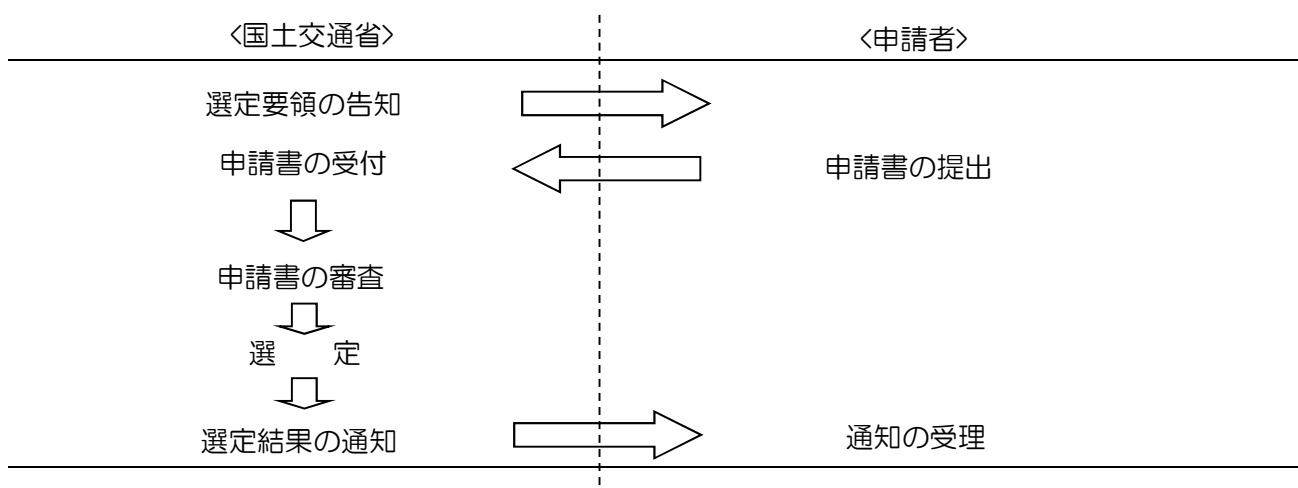 <国土交通省> <申請者>
選定要領の告知
申請書の受付 申請書の提出
申請書の審査
選　　定
選定結果の通知 通知の受理